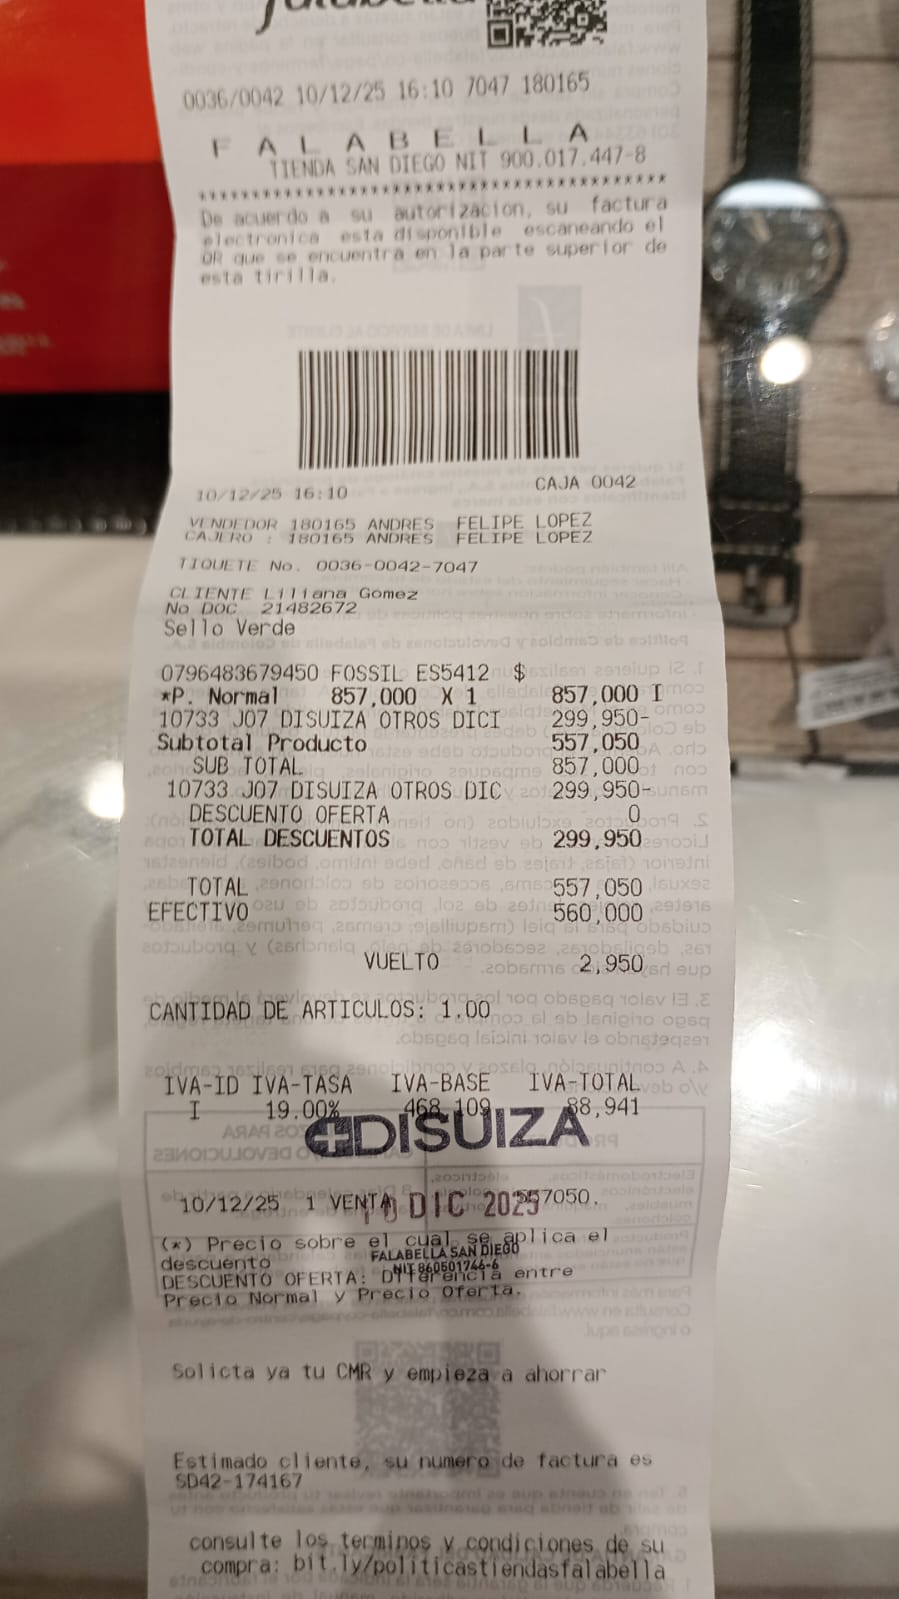 0036/0042 10/12/25 16:10 7047 180165
F A L A B E L L A
TIENDA SAN DIEGO NIT 900.017.447-8
******************************************
De acuerdo a su autorizacion, su factura
electronica esta disponible escaneando el
QR que se encuentra en la parte superior de
esta tirilla.
10/12/25 16:10 CAJA 0042
VENDEDOR 180165 ANDRES FELIPE LOPEZ
CAJERO : 180165 ANDRES FELIPE LOPEZ
TIQUETE No. 0036-0042-7047
CLIENTE Liliana Gomez
No DOC 21482672
Sello Verde
0796483679450 FOSSIL ES5412 $
*P. Normal 857,000 X 1 857,000 I
10733 J07 DISUIZA OTROS DICI 299,950-
Subtotal Producto 557,050
SUB TOTAL 857,000
10733 J07 DISUIZA OTROS DIC 299,950-
DESCUENTO OFERTA 0
TOTAL DESCUENTOS 299,950
TOTAL 557,050
EFECTIVO 560,000
VUELTO 2,950
CANTIDAD DE ARTICULOS: 1.00
IVA-ID IVA-TASA IVA-BASE IVA-TOTAL
I 19.00% 468,109 88,941
DISUIZA
10/12/25 1 VENTA 557050.
10 DIC 2025
(*) Precio sobre el cual se aplica el
FALABELLA SAN DIEGO
descuento
NIT 860501746-6
DESCUENTO OFERTA: Diferencia entre
Precio Normal y Precio Oferta.
Solicta ya tu CMR y empieza a ahorrar
Estimado cliente, su numero de factura es
SD42-174167
consulte los terminos y condiciones de su
compra: bit.ly/politicastiendasfalabella